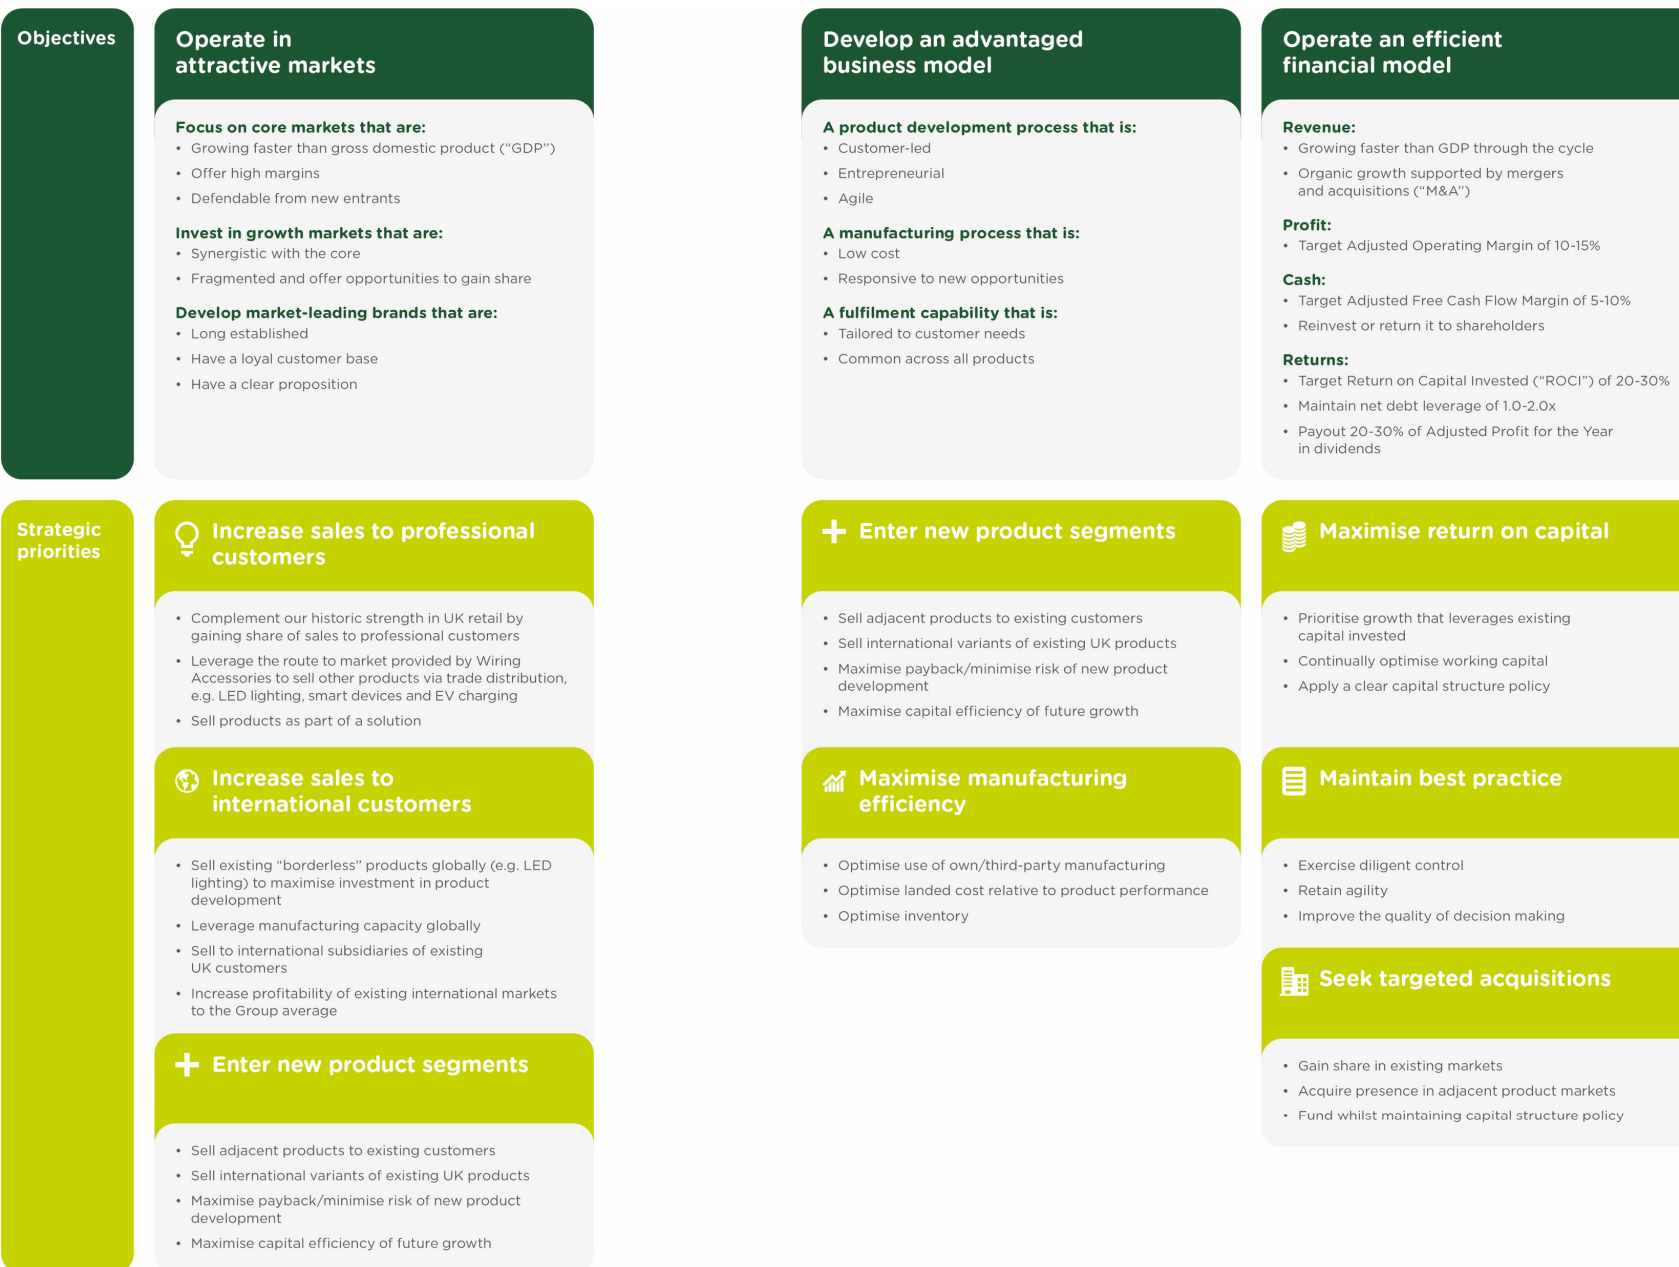 Objectives
Operate in
attractive markets
Focus on core markets that are:
• Growing faster than gross domestic product (“GDP”)
• Offer high margins
• Defendable from new entrants
Invest in growth markets that are:
• Synergistic with the core
• Fragmented and offer opportunities to gain share
Develop market-leading brands that are:
• Long established
• Have a loyal customer base
• Have a clear proposition
Develop an advantaged
business model
A product development process that is:
• Customer-led
• Entrepreneurial
• Agile
A manufacturing process that is:
• Low cost
• Responsive to new opportunities
A fulfilment capability that is:
• Tailored to customer needs
• Common across all products
Operate an efficient
financial model
Revenue:
• Growing faster than GDP through the cycle
• Organic growth supported by mergers
and acquisitions (“M&A”)
Profit:
• Target Adjusted Operating Margin of 10-15%
Cash:
• Target Adjusted Free Cash Flow Margin of 5-10%
• Reinvest or return it to shareholders
Returns:
• Target Return on Capital Invested (“ROCI”) of 20-30%
• Maintain net debt leverage of 1.0-2.0x
• Payout 20-30% of Adjusted Profit for the Year
in dividends
Strategic
priorities
Increase sales to professional
customers
• Complement our historic strength in UK retail by
gaining share of sales to professional customers
• Leverage the route to market provided by Wiring
Accessories to sell other products via trade distribution,
e.g. LED lighting, smart devices and EV charging
• Sell products as part of a solution
Increase sales to
international customers
• Sell existing “borderless” products globally (e.g. LED
lighting) to maximise investment in product
development
• Leverage manufacturing capacity globally
• Sell to international subsidiaries of existing
UK customers
• Increase profitability of existing international markets
to the Group average
Enter new product segments
• Sell adjacent products to existing customers
• Sell international variants of existing UK products
• Maximise payback/minimise risk of new product
development
• Maximise capital efficiency of future growth
Enter new product segments
• Sell adjacent products to existing customers
• Sell international variants of existing UK products
• Maximise payback/minimise risk of new product
development
• Maximise capital efficiency of future growth
Maximise manufacturing
efficiency
• Optimise use of own/third-party manufacturing
• Optimise landed cost relative to product performance
• Optimise inventory
Maximise return on capital
• Prioritise growth that leverages existing
capital invested
• Continually optimise working capital
• Apply a clear capital structure policy
Maintain best practice
• Exercise diligent control
• Retain agility
• Improve the quality of decision making
Seek targeted acquisitions
• Gain share in existing markets
• Acquire presence in adjacent product markets
• Fund whilst maintaining capital structure policy